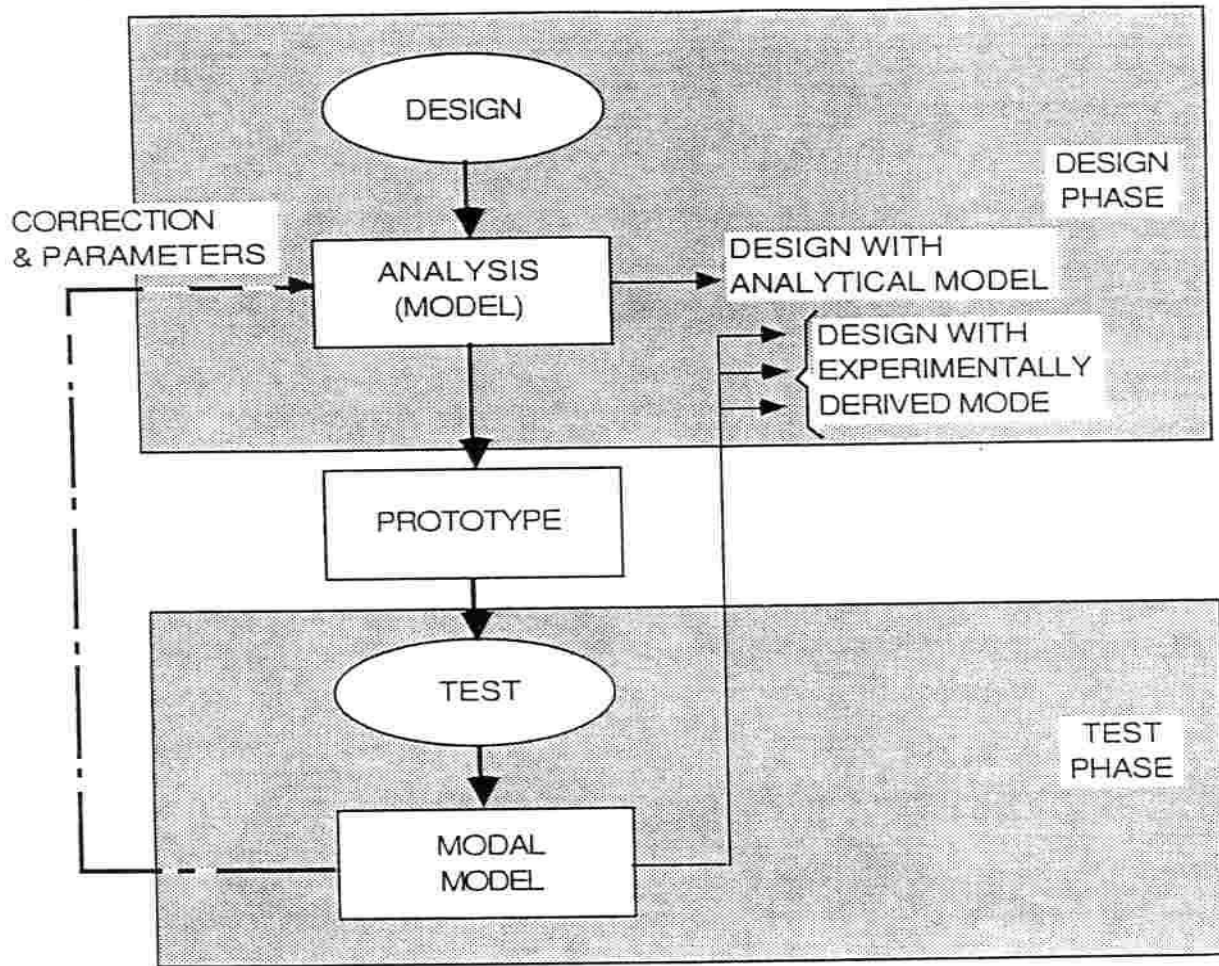 DESIGN
DESIGN
PHASE
CORRECTION
& PARAMETERS
ANALYSIS
(MODEL)
DESIGN WITH
ANALYTICAL MODEL
DESIGN WITH
EXPERIMENTALLY
DERIVED MODE
PROTOTYPE
TEST
TEST
PHASE
MODAL
MODEL